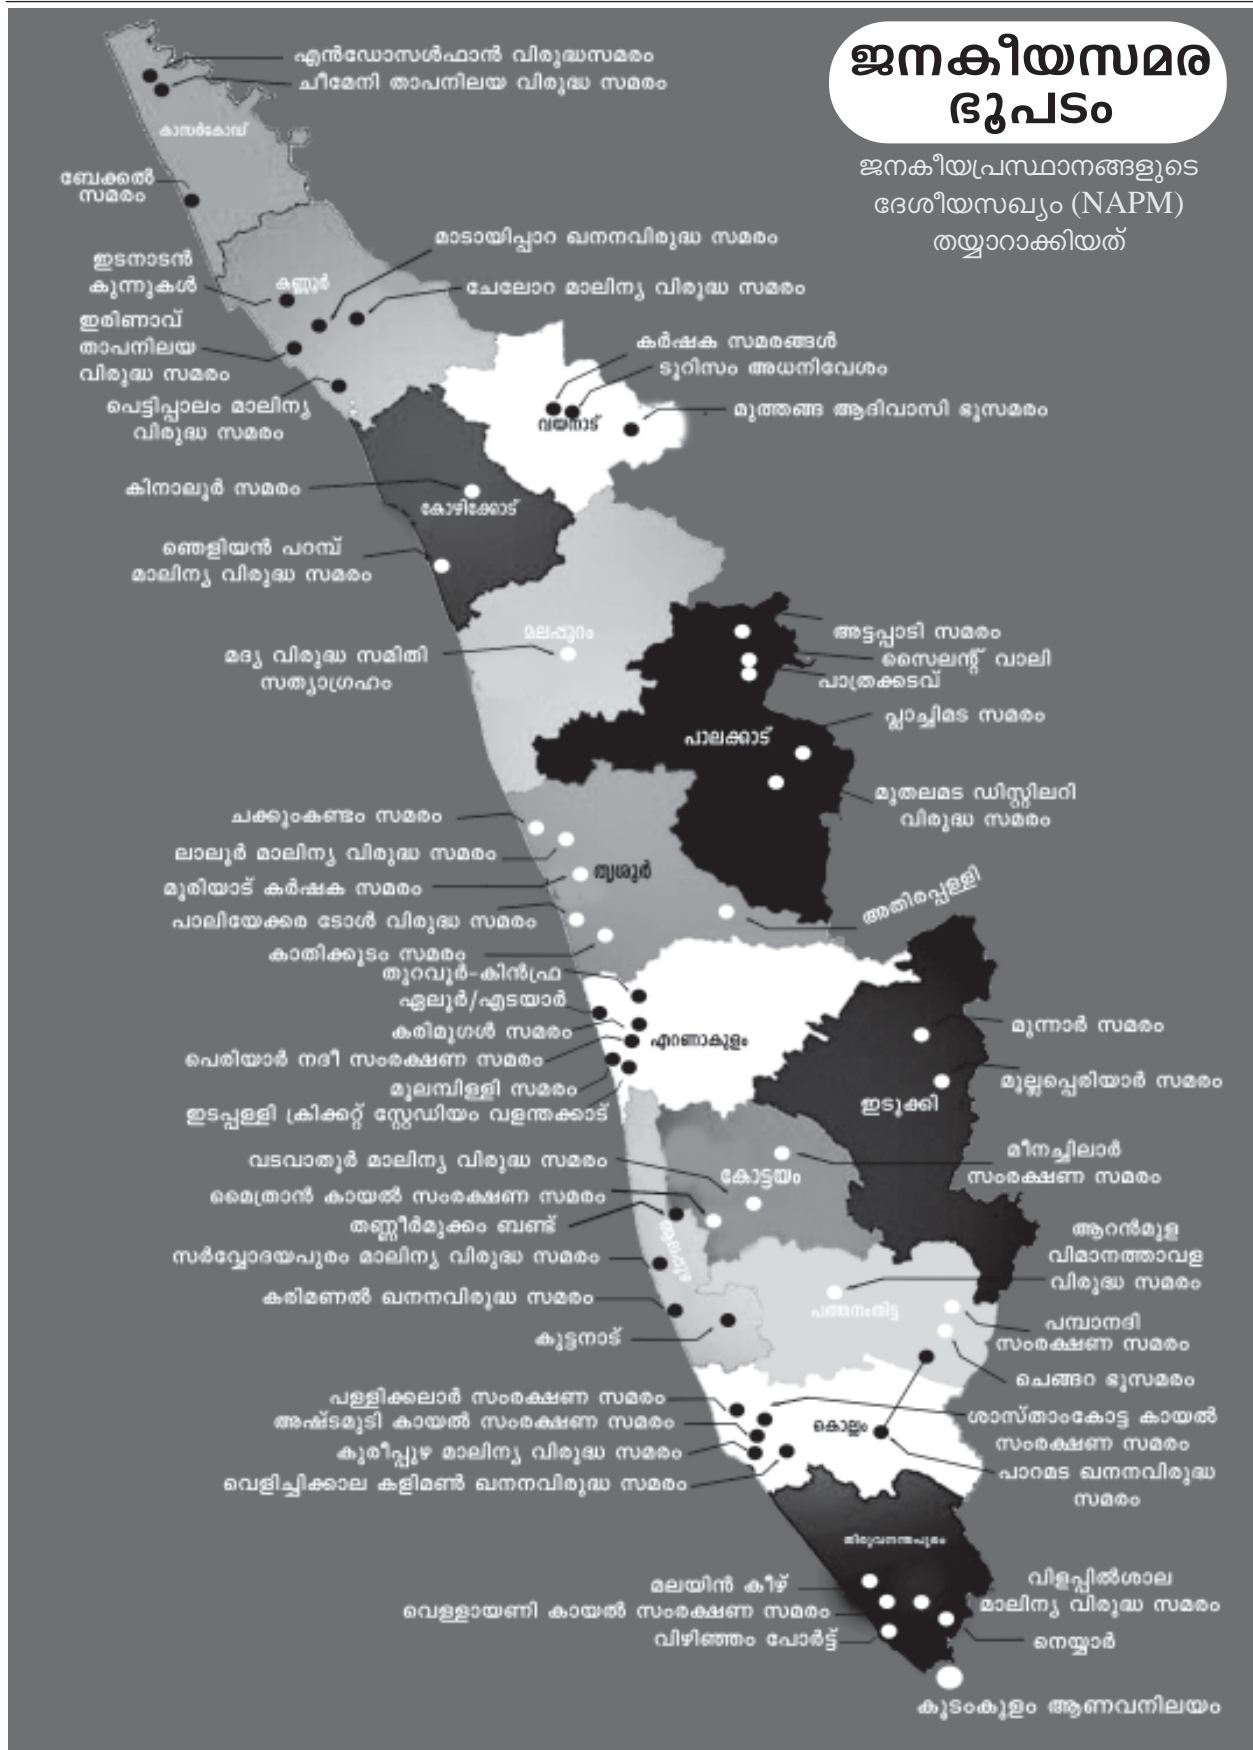 ജനകീയസമര
ഭൂപടം
ജനകീയപ്രസ്ഥാനങ്ങളുടെ
ദേശീയസഖ്യം (NAPM)
തയ്യാറാക്കിയത്
എൻഡോസൾഫാൻ വിരുദ്ധസമരം
ചീമേനി താപനിലയ വിരുദ്ധ സമരം
കാസർകോഡ്
ബേക്കൽ
സമരം
മാടായിപ്പാറ ഖനനവിരുദ്ധ സമരം
ഇടനാടൻ
കുന്നുകൾ
കണ്ണൂർ
ചേലോറ മാലിന്യ വിരുദ്ധ സമരം
ഇരിണാവ്
താപനിലയ
വിരുദ്ധ സമരം
കർഷക സമരങ്ങൾ
ടൂറിസം അധനിവേശം
പെട്ടിപ്പാലം മാലിന്യ
വിരുദ്ധ സമരം
മുത്തങ്ങ ആദിവാസി ഭൂസമരം
വയനാട്
കിനാലൂർ സമരം
കോഴിക്കോട്
ഞെളിയൻ പറമ്പ്
മാലിന്യ വിരുദ്ധ സമരം
മലപ്പുറം
മദ്യ വിരുദ്ധ സമിതി
സത്യാഗ്രഹം
അട്ടപ്പാടി സമരം
സൈലന്റ് വാലി
പാത്രക്കടവ്
പ്ലാച്ചിമട സമരം
പാലക്കാട്
മുതലമട ഡിസ്റ്റിലറി
വിരുദ്ധ സമരം
ചക്കുംകണ്ടം സമരം
ലാലൂർ മാലിന്യ വിരുദ്ധ സമരം
തൃശൂർ
മുരിയാട് കർഷക സമരം
അതിരപ്പള്ളി
പാലിയേക്കര ടോൾ വിരുദ്ധ സമരം
കാതിക്കുടം സമരം
തുറവൂർ-കിൻഫ്ര
ഏലൂർ/എടയാർ
കരിമുഗൾ സമരം
എറണാകുളം
പെരിയാർ നദീ സംരക്ഷണ സമരം
മൂലമ്പിള്ളി സമരം
ഇടപ്പള്ളി ക്രിക്കറ്റ് സ്റ്റേഡിയം വളന്തക്കാട്
മുന്നാർ സമരം
മുല്ലപ്പെരിയാർ സമരം
ഇടുക്കി
മീനച്ചിലാർ
സംരക്ഷണ സമരം
വടവാതൂർ മാലിന്യ വിരുദ്ധ സമരം
കോട്ടയം
മൈത്രാൻ കായൽ സംരക്ഷണ സമരം
തണ്ണീർമുക്കം ബണ്ട്
സർവ്വോദയപുരം മാലിന്യ വിരുദ്ധ സമരം
ആലപ്പുഴ
ആറൻമുള
വിമാനത്താവള
വിരുദ്ധ സമരം
കരിമണൽ ഖനനവിരുദ്ധ സമരം
പത്തനംതിട്ട
കുട്ടനാട്
പമ്പാനദി
സംരക്ഷണ സമരം
ചെങ്ങറ ഭൂസമരം
പള്ളിക്കലാർ സംരക്ഷണ സമരം
അഷ്ടമുടി കായൽ സംരക്ഷണ സമരം
കുരീപ്പുഴ മാലിന്യ വിരുദ്ധ സമരം
വെളിച്ചിക്കാല കളിമൺ ഖനനവിരുദ്ധ സമരം
കൊല്ലം
ശാസ്താംകോട്ട കായൽ
സംരക്ഷണ സമരം
പാറമട ഖനനവിരുദ്ധ
സമരം
തിരുവനന്തപുരം
മലയിൻ കീഴ്
വെള്ളായണി കായൽ സംരക്ഷണ സമരം
വിഴിഞ്ഞം പോർട്ട്
വിളപ്പിൽശാല
മാലിന്യ വിരുദ്ധ സമരം
നെയ്യാർ
കൂടംകുളം ആണവനിലയം